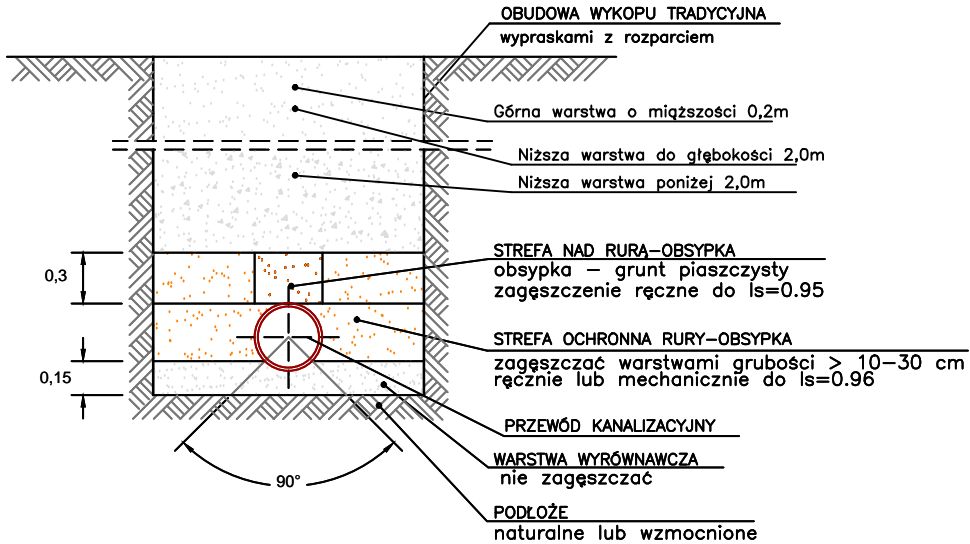 OBUDOWA WYKOPU TRADYCYJNA
wypraskami z rozparciem
Górna warstwa o miąższości 0,2m
Niższa warstwa do głębokości 2,0m
Niższa warstwa poniżej 2,0m
STREFA NAD RURĄ-OBSYPKA
obsypka – grunt piaszczysty
zagęszczenie ręczne do Is=0.95
0,3
STREFA OCHRONNA RURY-OBSYPKA
zagęszczać warstwami grubości > 10-30 cm
ręcznie lub mechanicznie do Is=0.96
0,15
PRZEWÓD KANALIZACYJNY
WARSTWA WYRÓWNAWCZA
nie zagęszczać
90°
PODŁOŻE
naturalne lub wzmocnione